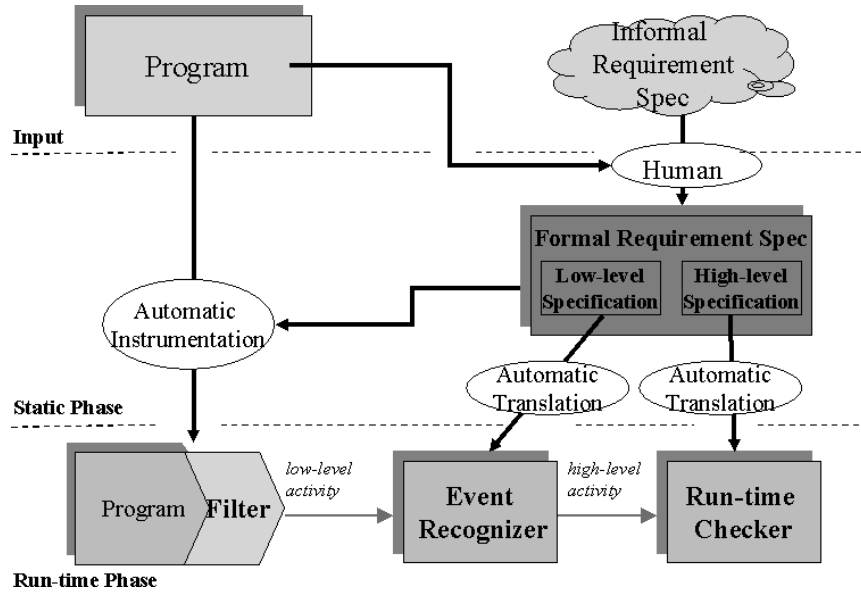 Program
Informal
Requirement
Spec
Input
Human
Formal Requirement Spec
Low-level
Specification
High-level
Specification
Automatic
Instrumentation
Automatic
Translation
Automatic
Translation
Static Phase
low-level
activity
high-level
activity
Program
Filter
Event
Recognizer
Run-time
Checker
Run-time Phase